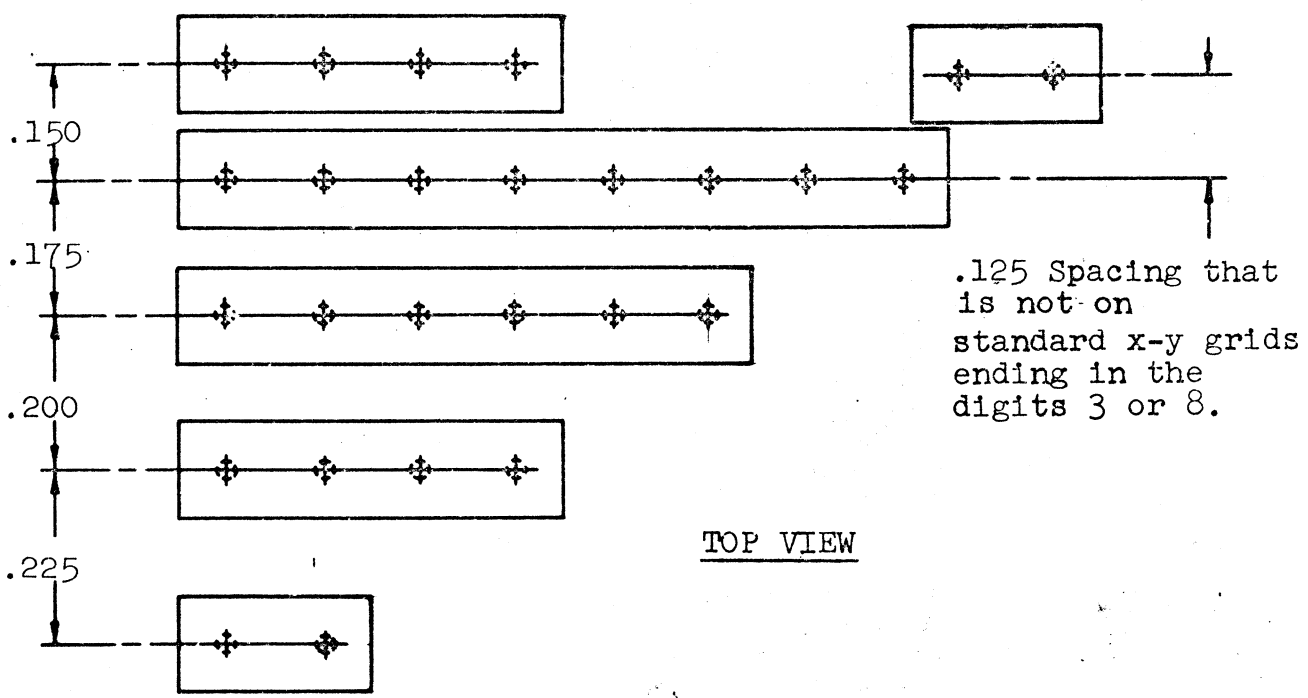 .150
.175
.125 Spacing that
is not on
standard x-y grids
ending in the
digits 3 or 8.
.200
TOP VIEW
.225